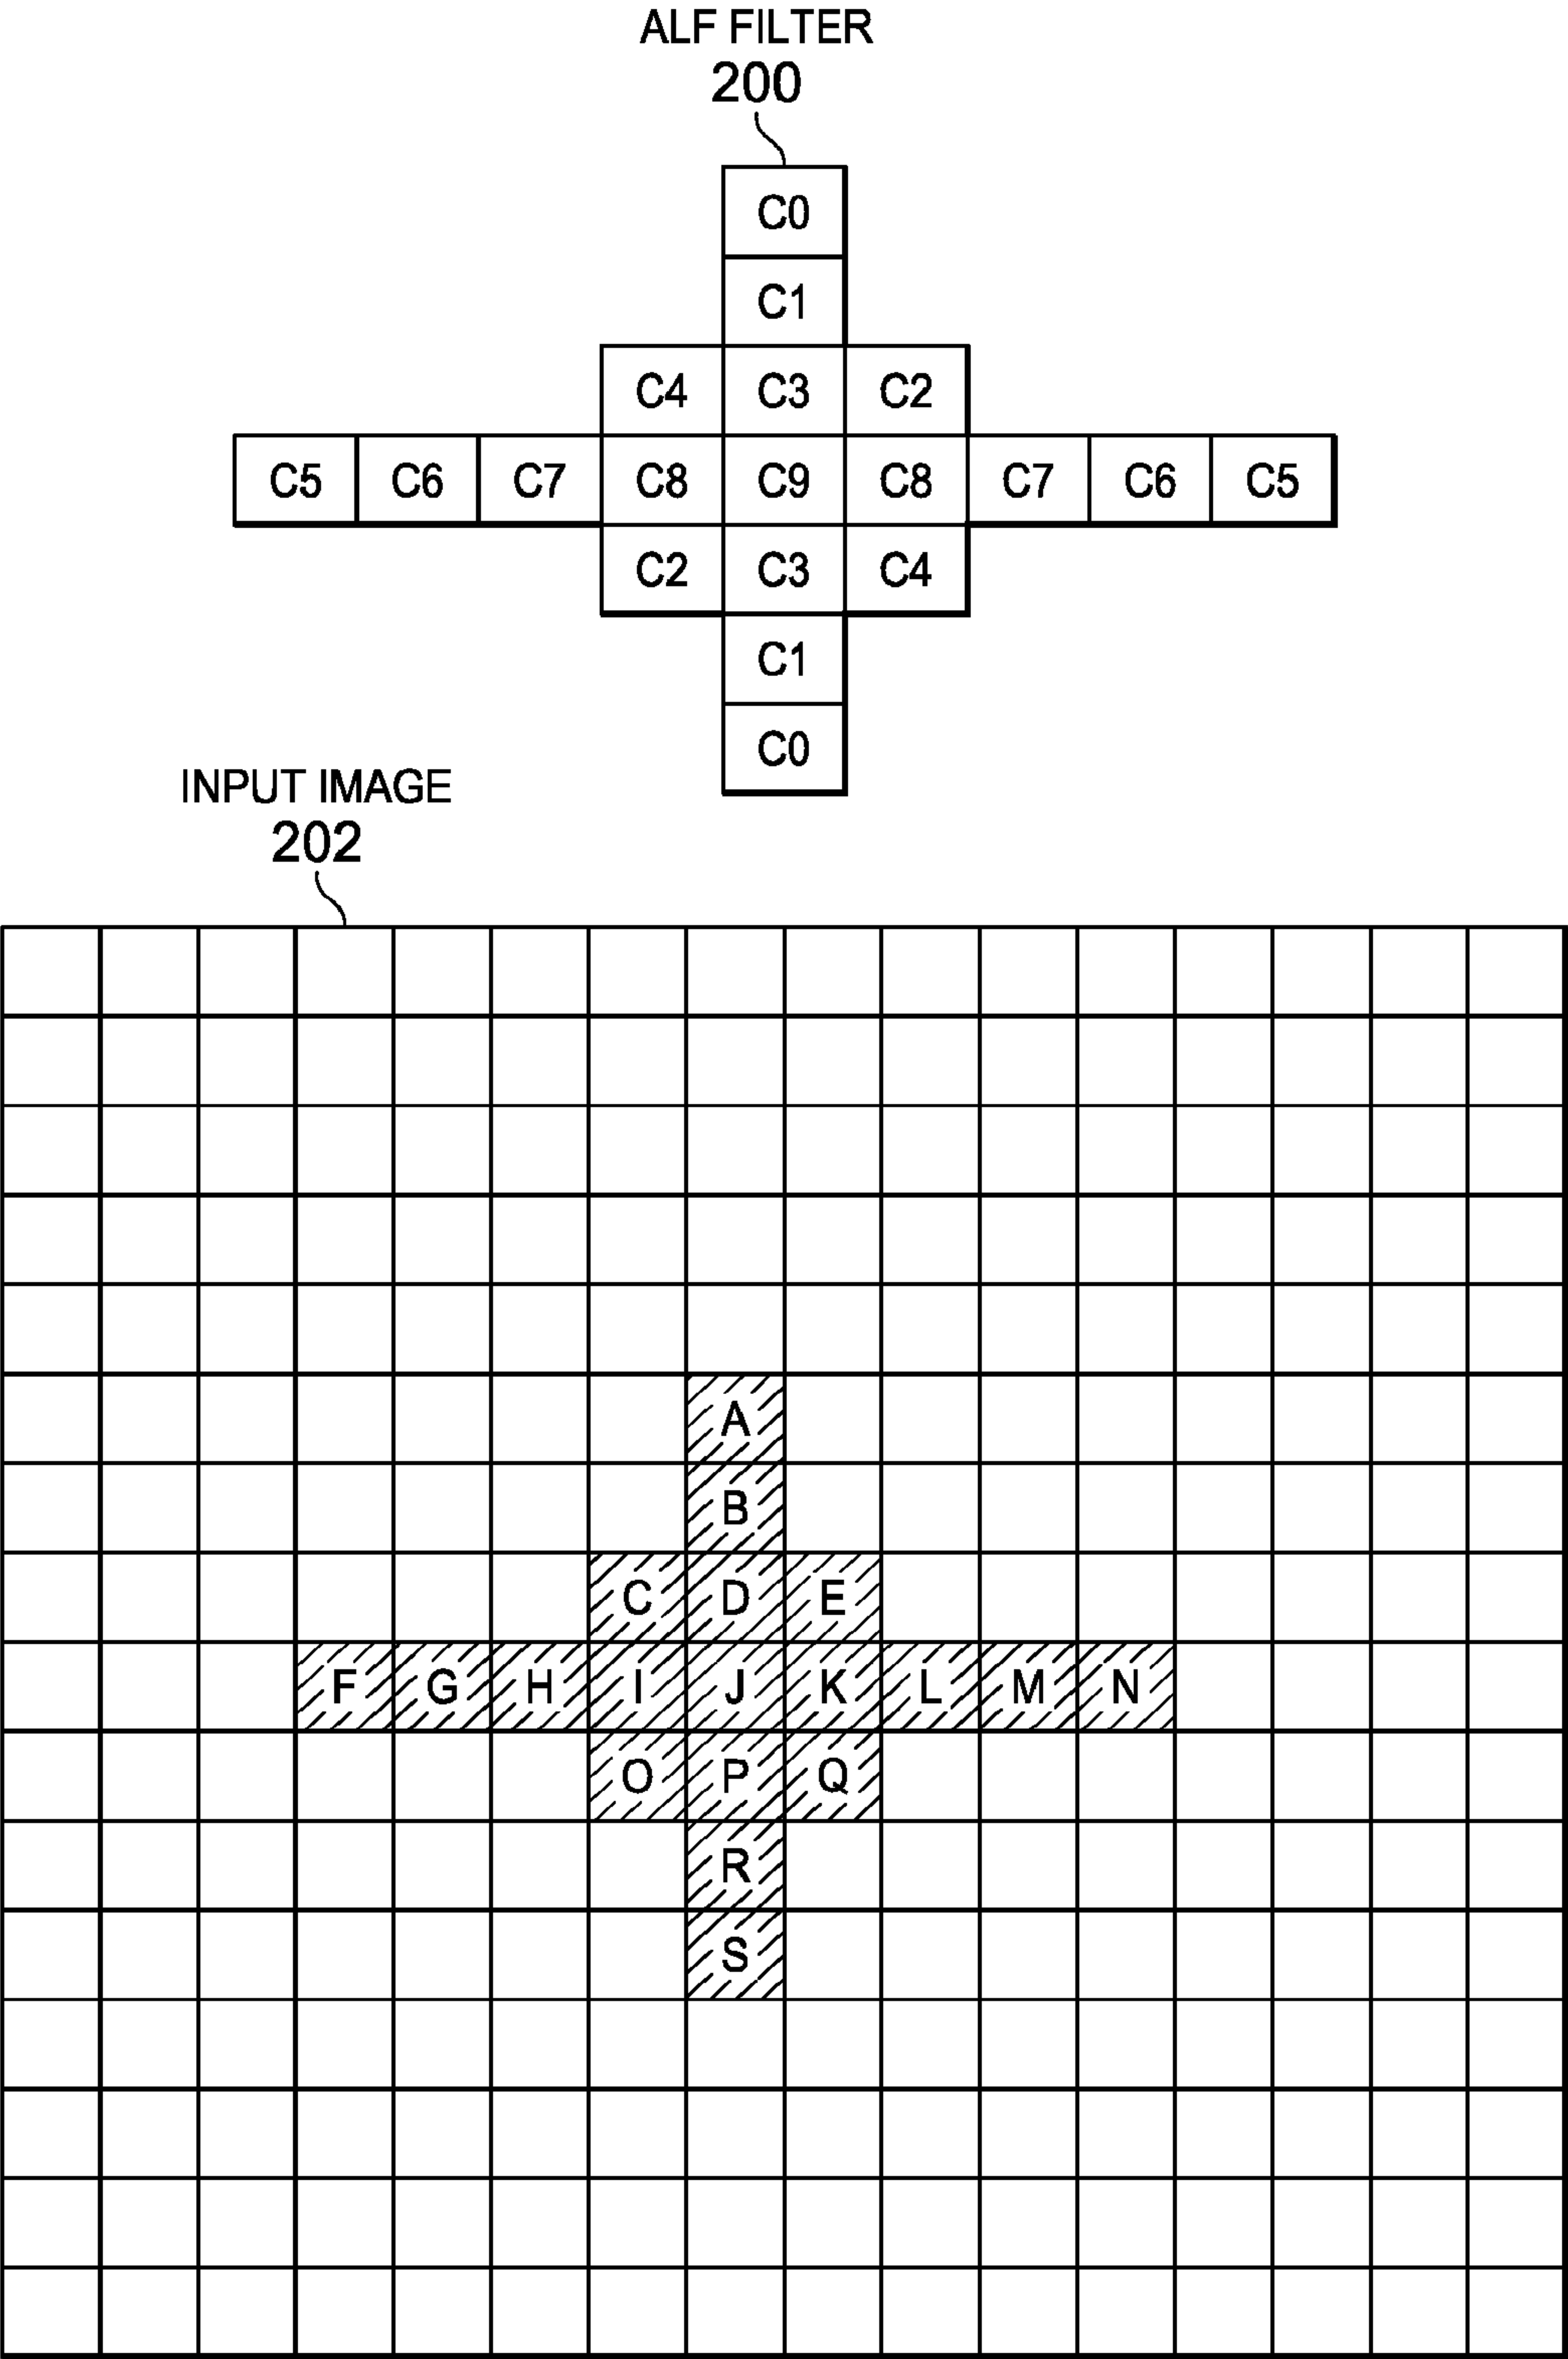 ALF FILTER
200
C0
C1
C4 C3 C2
C5 C6 C7 C8 C9 C8 C7 C6 C5
C2 C3 C4
C1
C0
INPUT IMAGE
202
A
B
C D E
F G H I J K L M N
O P Q
R
S